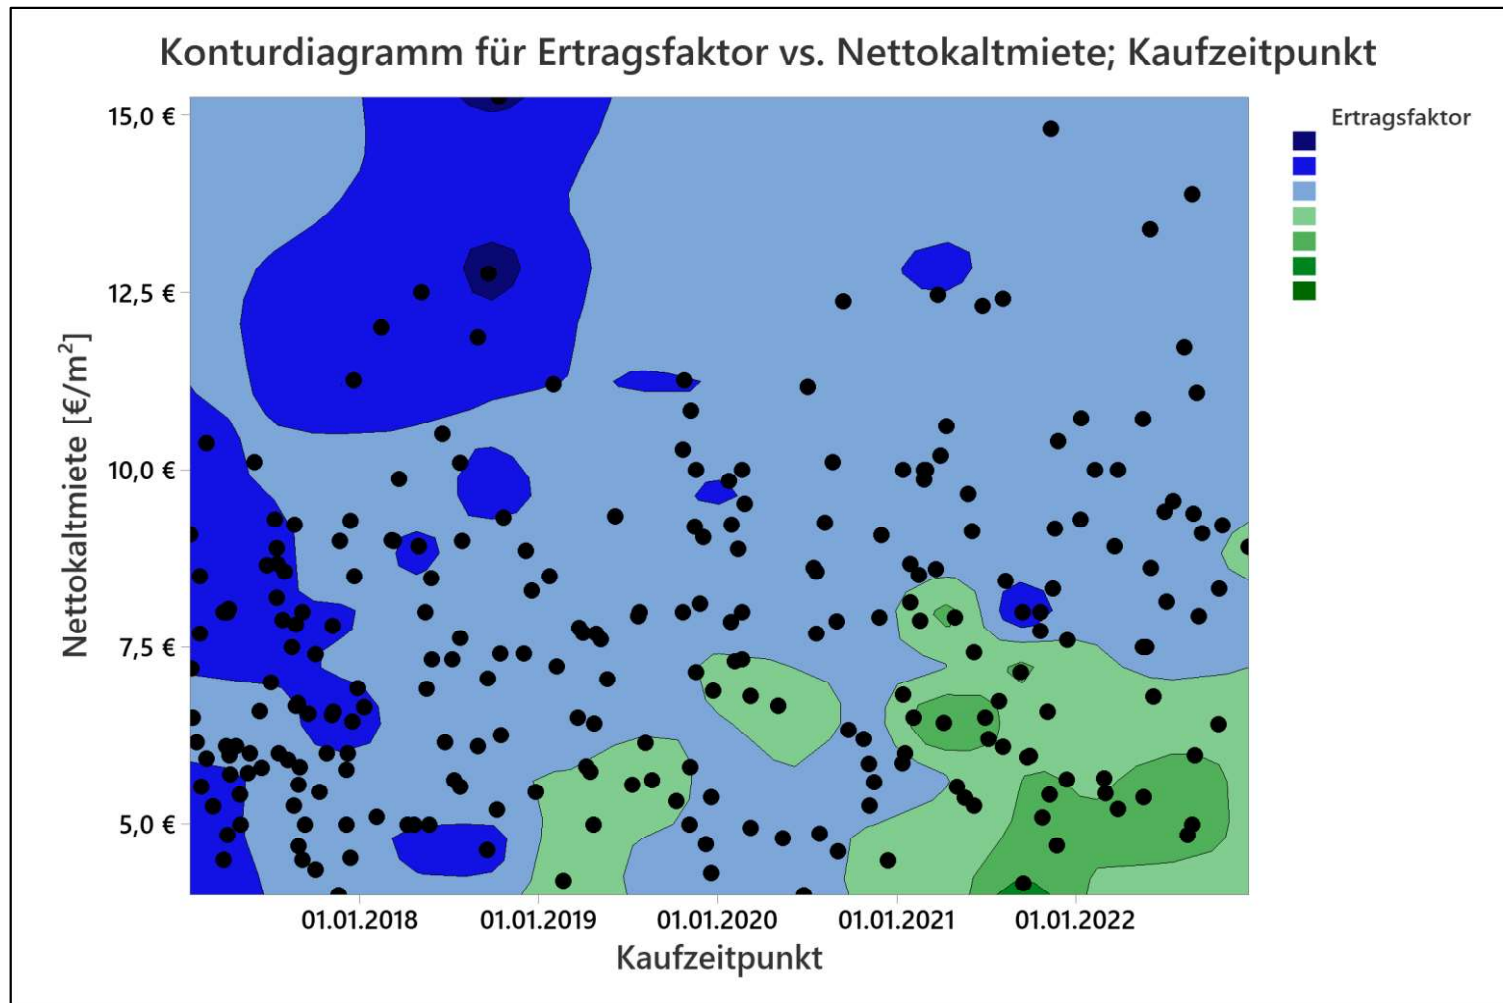 Konturdiagramm für Ertragsfaktor vs. Nettokaltmiete; Kaufzeitpunkt
Ertragsfaktor
Nettokaltmiete [€/m²]
15,0 €
12,5 €
10,0 €
7,5 €
5,0 €
01.01.2018 01.01.2019 01.01.2020 01.01.2021 01.01.2022
Kaufzeitpunkt